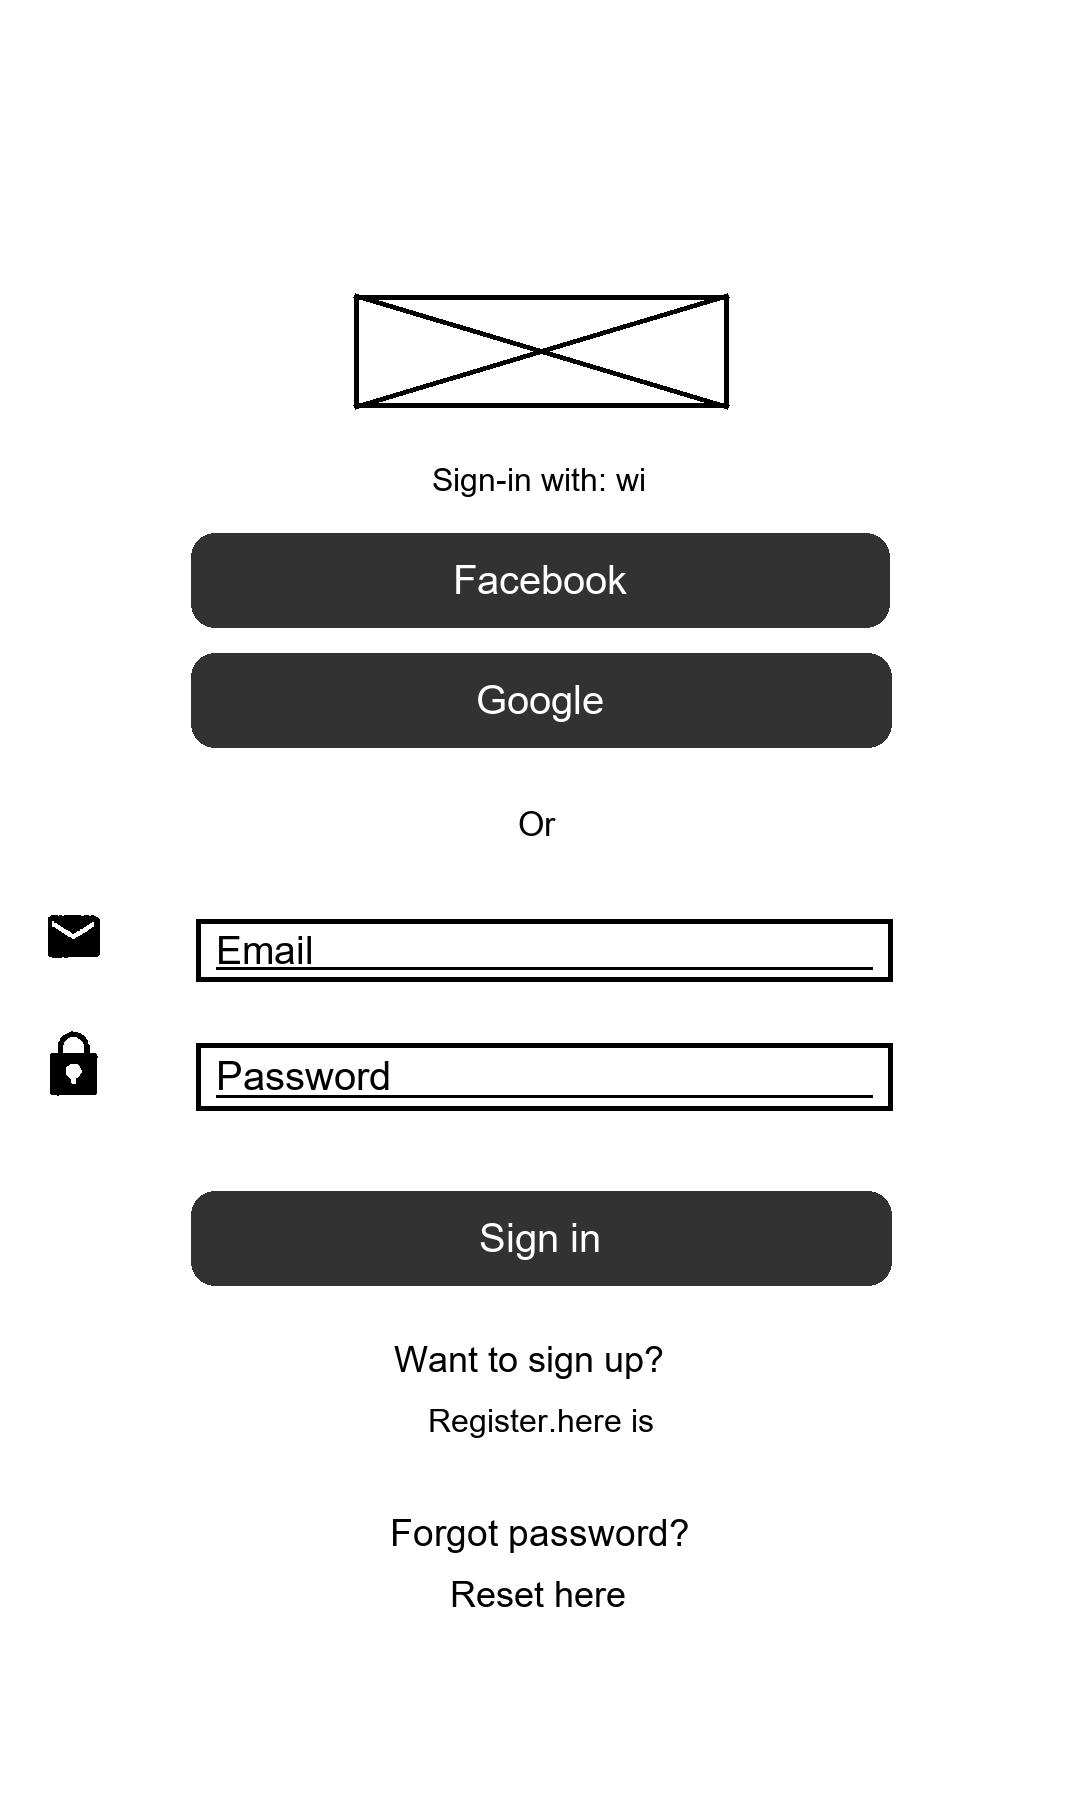 Sign-in with: wi
Facebook
Google
Or
Email
Password
Sign in
Want to sign up?
Register.here is
Forgot password?
Reset here